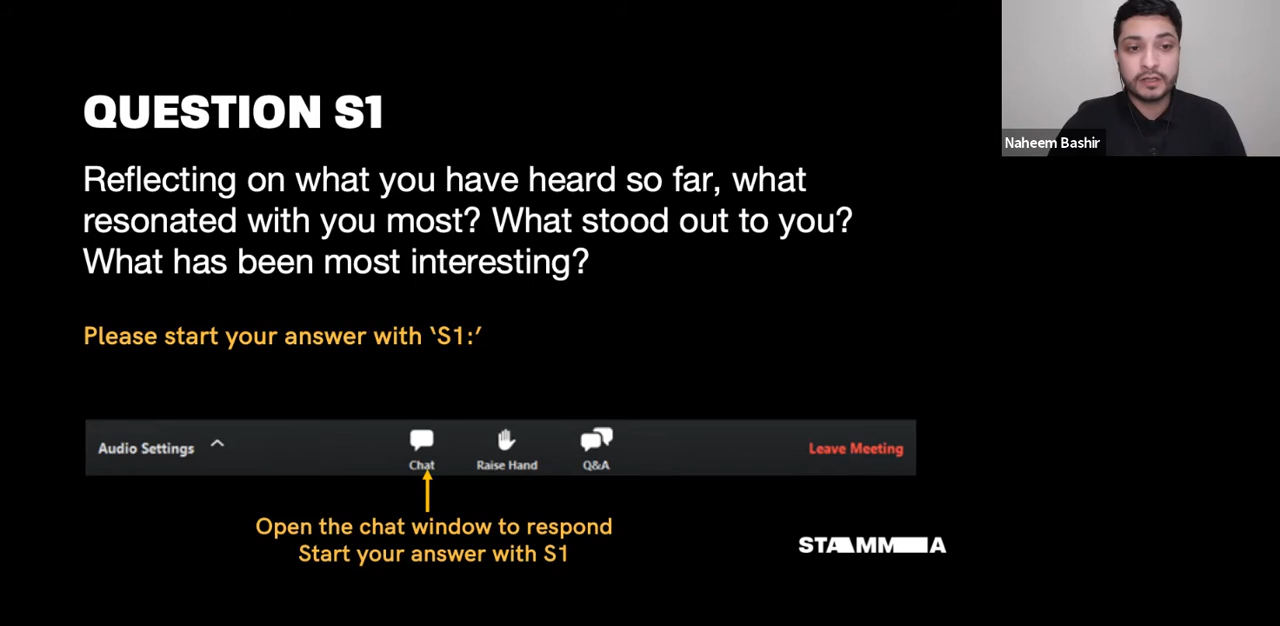 QUESTION S1
Reflecting on what you have heard so far, what
resonated with you most? What stood out to you?
What has been most interesting?
Please start your answer with ‘S1:’
Audio Settings
Chat
Raise Hand
Q&A
Leave Meeting
Open the chat window to respond
Start your answer with S1
STAMMA
Naheem Bashir